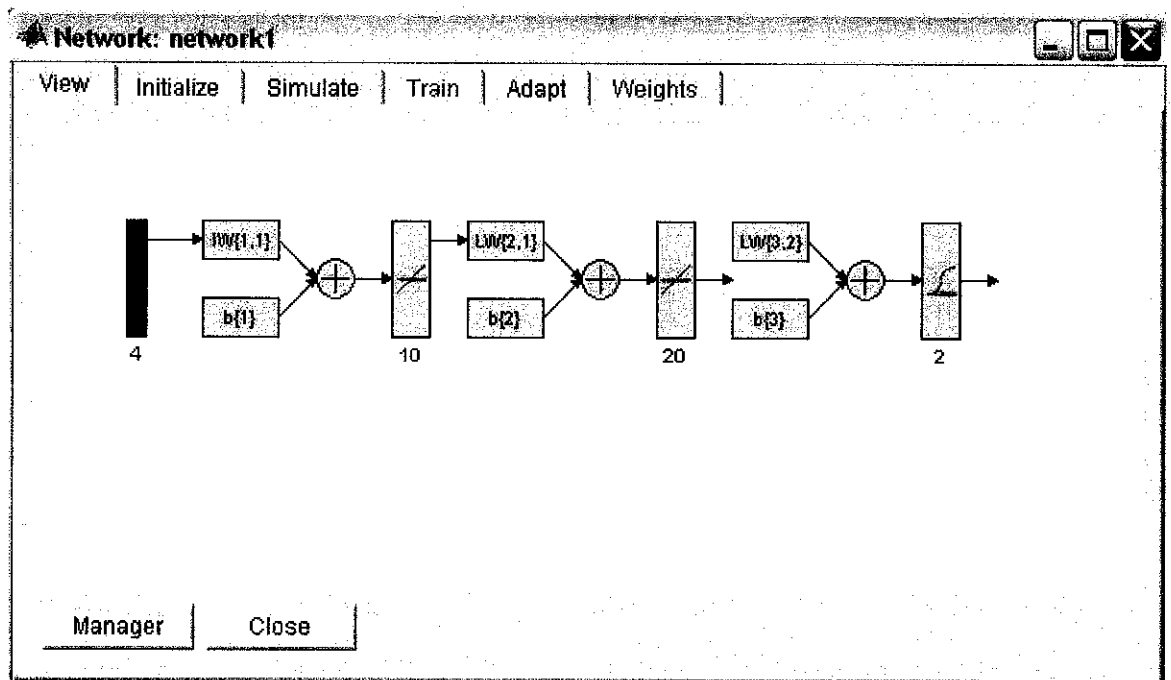 Network: network1
View Initialize Simulate Train Adapt Weights
IW{1,1} LW{2,1} LW{3,2}
b{1} b{2} b{3}
4 10 20 2
Manager Close